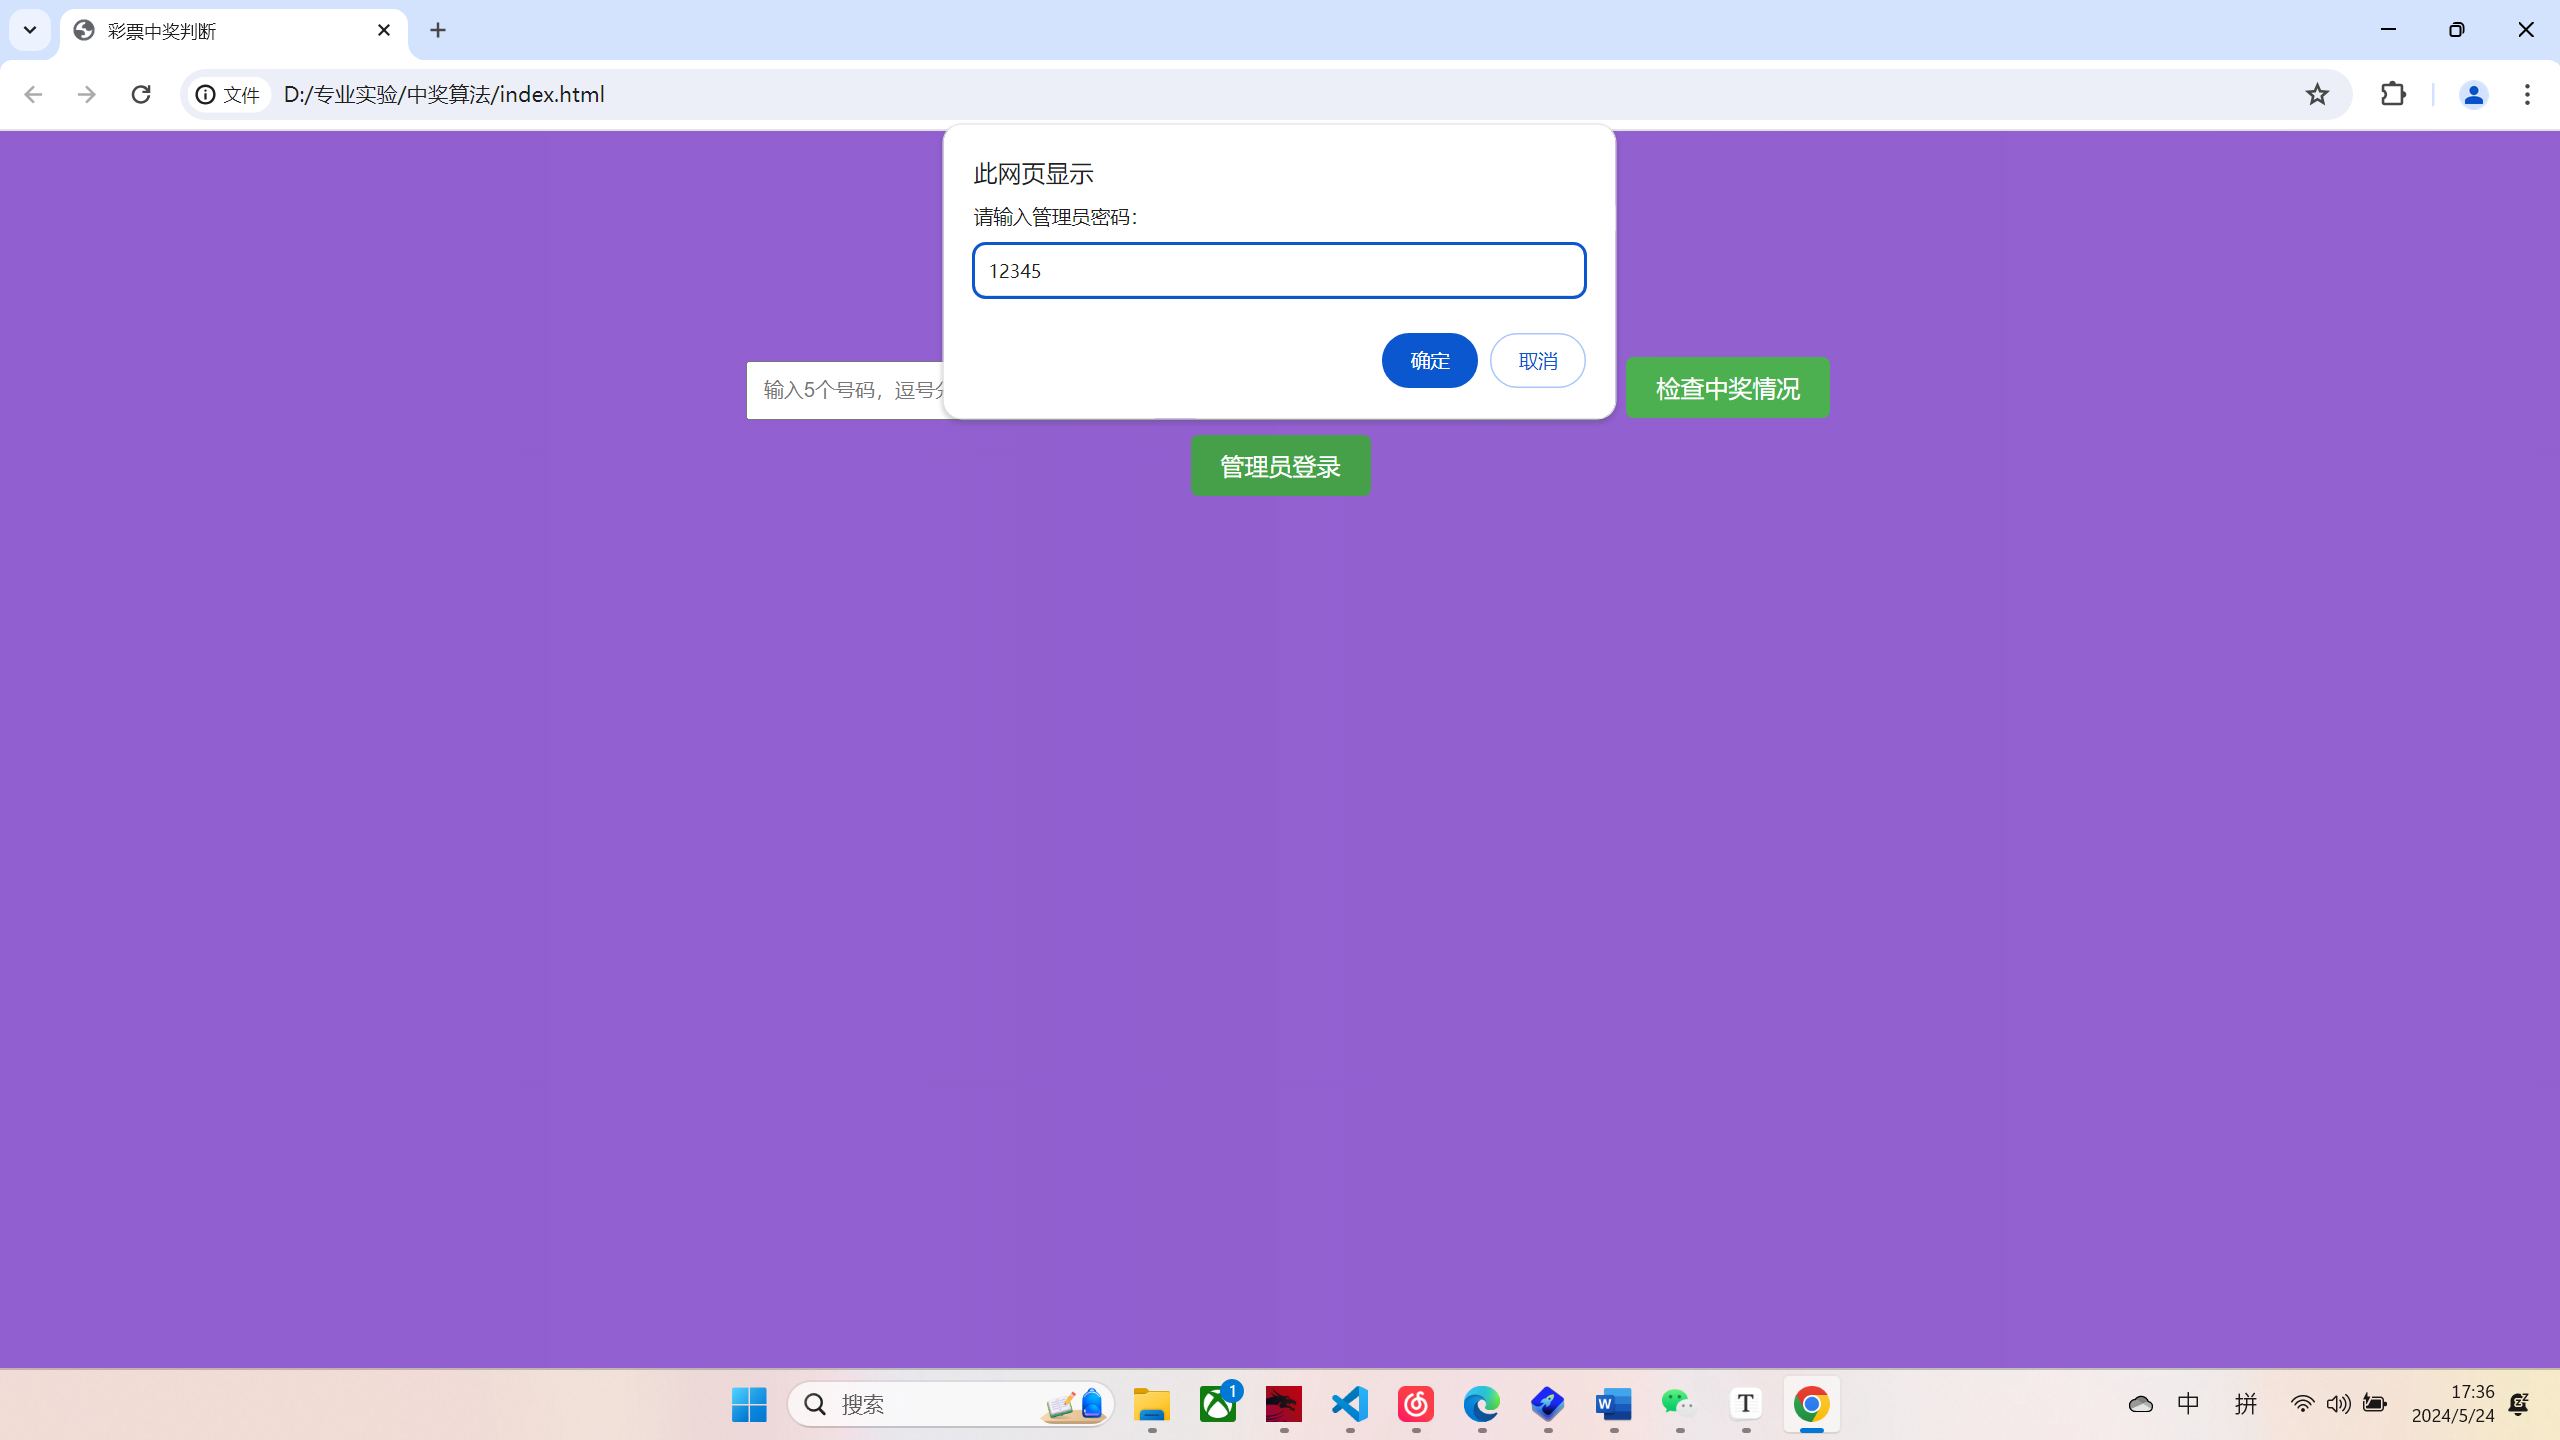 彩票中奖判断
文件
D:/专业实验/中奖算法/index.html
此网页显示
请输入管理员密码：
12345
确定
取消
输入5个号码，逗号
检查中奖情况
管理员登录
搜索
1
中
拼
17:36
2024/5/24